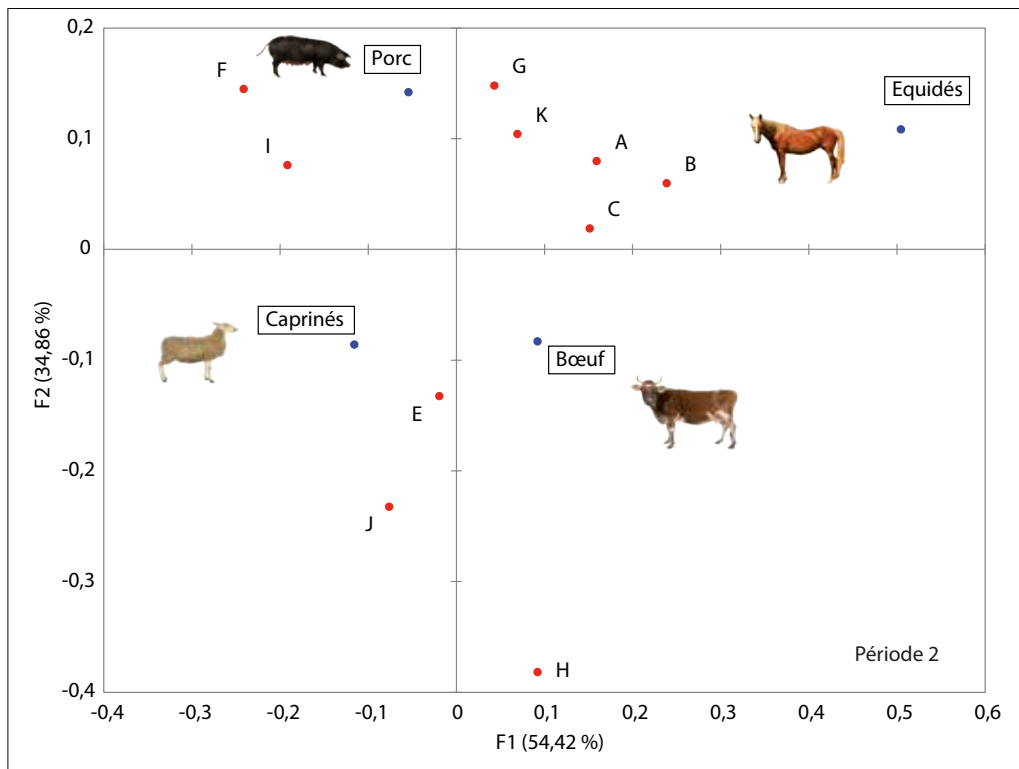 0,2
F
Porc
G
Equidés
K
0,1
I
A
B
C
0
Caprinés
F2 (34,86 %)
-0,1
Bœuf
E
-0,2
J
-0,3
Période 2
H
-0,4
-0,4
-0,2
-0,1
0
0,1
0,2
0,3
0,4
0,5
0,6
F1 (54,42 %)